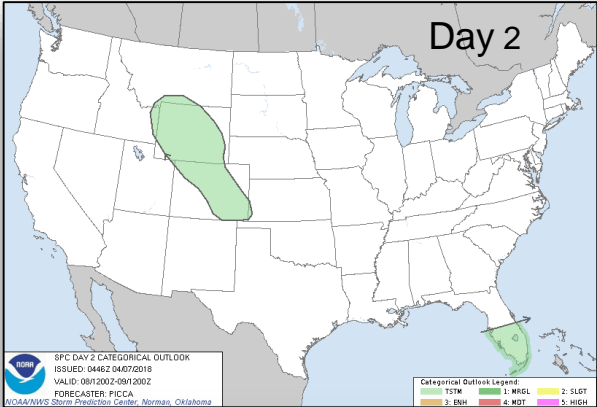 Day 2
NOAA
SPC DAY 2 CATEGORICAL OUTLOOK
ISSUED: 0446Z 04/07/2018
VALID: 08/1200Z-09/1200Z
FORECASTER: PICCA
NOAA/NWS Storm Prediction Center, Norman, Oklahoma
Categorical Outlook Legend:
TSTM 1: MRGL 2: SLGT
3: ENH 4: MDT 5: HIGH